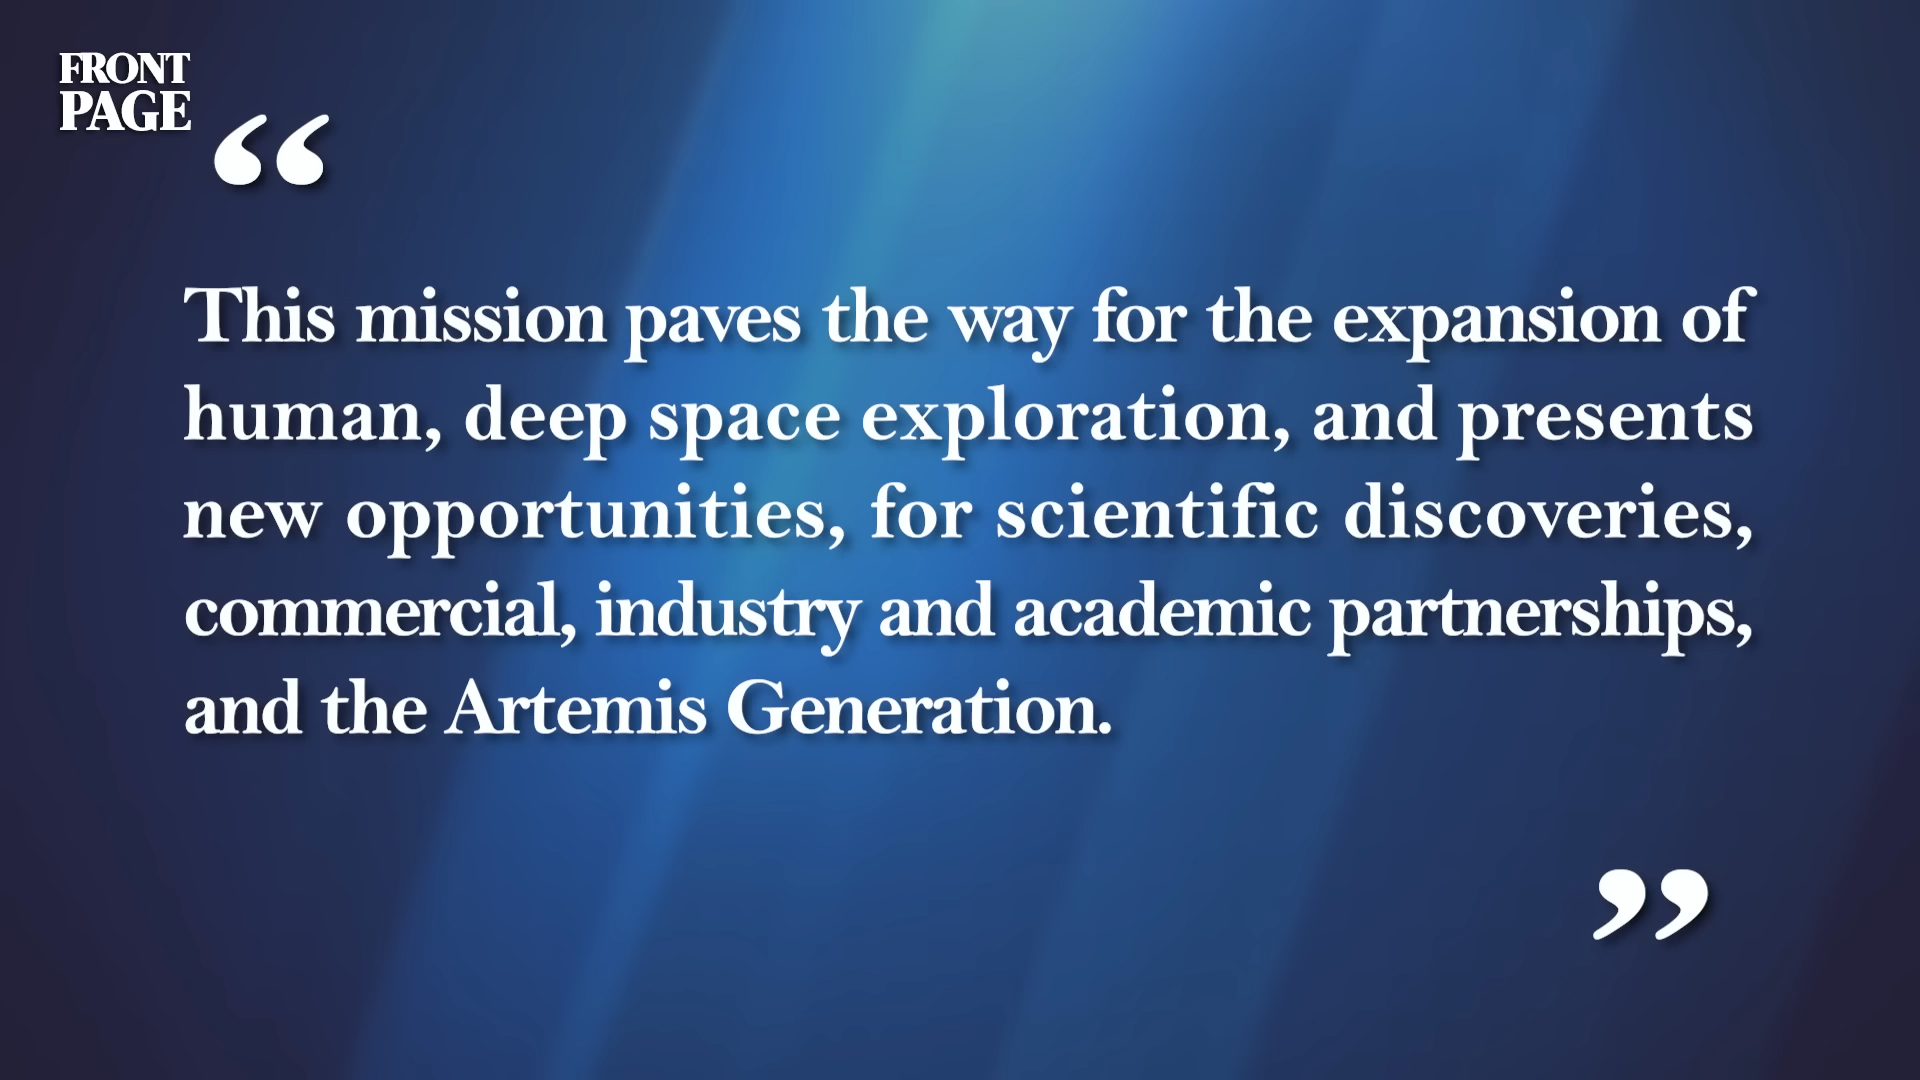 FRONT
PAGE
“
This mission paves the way for the expansion of
human, deep space exploration, and presents
new opportunities, for scientific discoveries,
commercial, industry and academic partnerships,
and the Artemis Generation.
”